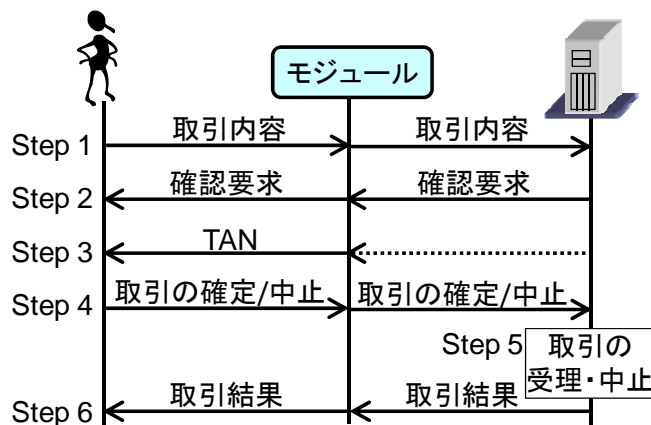 モジュール
Step 1 取引内容 取引内容
Step 2 確認要求 確認要求
Step 3 TAN
Step 4 取引の確定/中止 取引の確定/中止
Step 5 取引の
受理・中止
Step 6 取引結果 取引結果